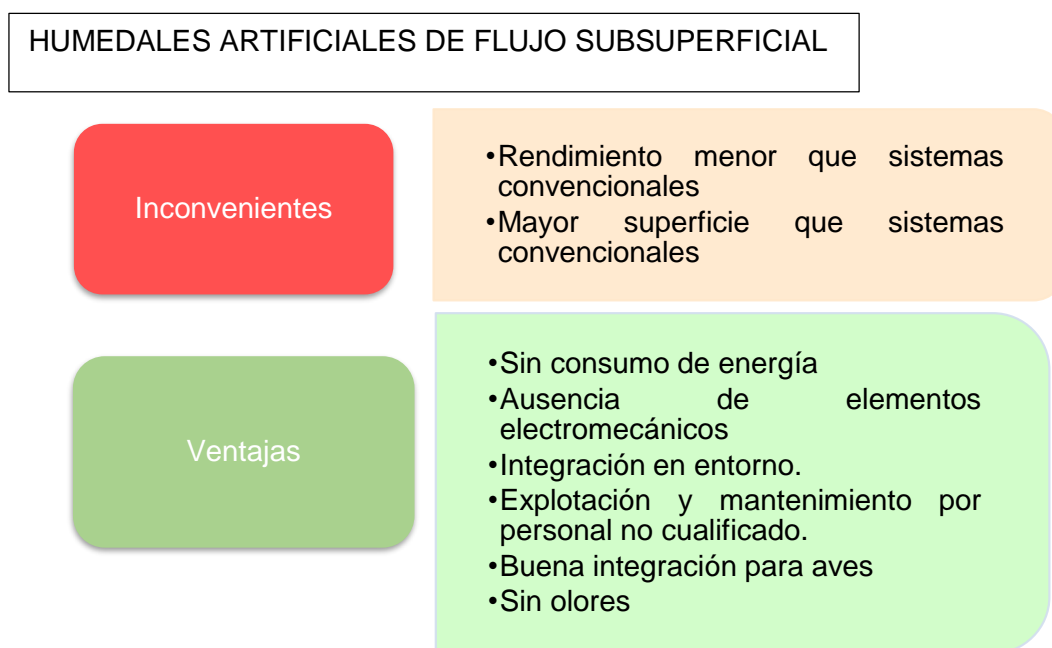 HUMEDALES ARTIFICIALES DE FLUJO SUBSUPERFICIAL
Inconvenientes
•Rendimiento menor que sistemas
convencionales
•Mayor superficie que sistemas
convencionales
Ventajas
•Sin consumo de energía
•Ausencia de elementos
electromecánicos
•Integración en entorno.
•Explotación y mantenimiento por
personal no cualificado.
•Buena integración para aves
•Sin olores